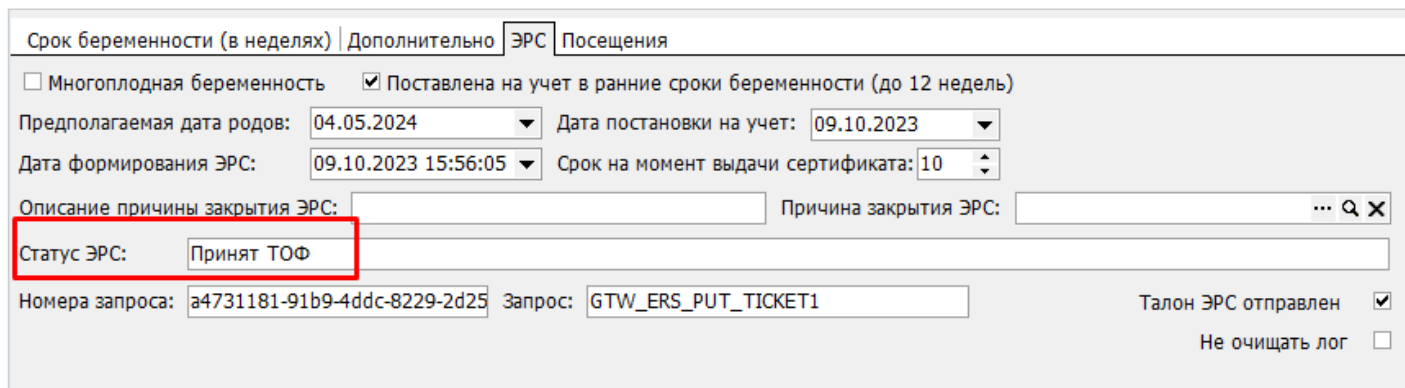 Срок беременности (в неделях) Дополнительно ЭРС Посещения
Многоплодная беременность Поставлена на учет в ранние сроки беременности (до 12 недель)
Предполагаемая дата родов: 04.05.2024 Дата постановки на учет: 09.10.2023
Дата формирования ЭРС: 09.10.2023 15:56:05 Срок на момент выдачи сертификата: 10
Описание причины закрытия ЭРС: Причина закрытия ЭРС: ...
Статус ЭРС: Принят ТОФ
Номера запроса: a4731181-91b9-4ddc-8229-2d25 Запрос: GTW_ERS_PUT_TICKET1 Талон ЭРС отправлен
Не очищать лог